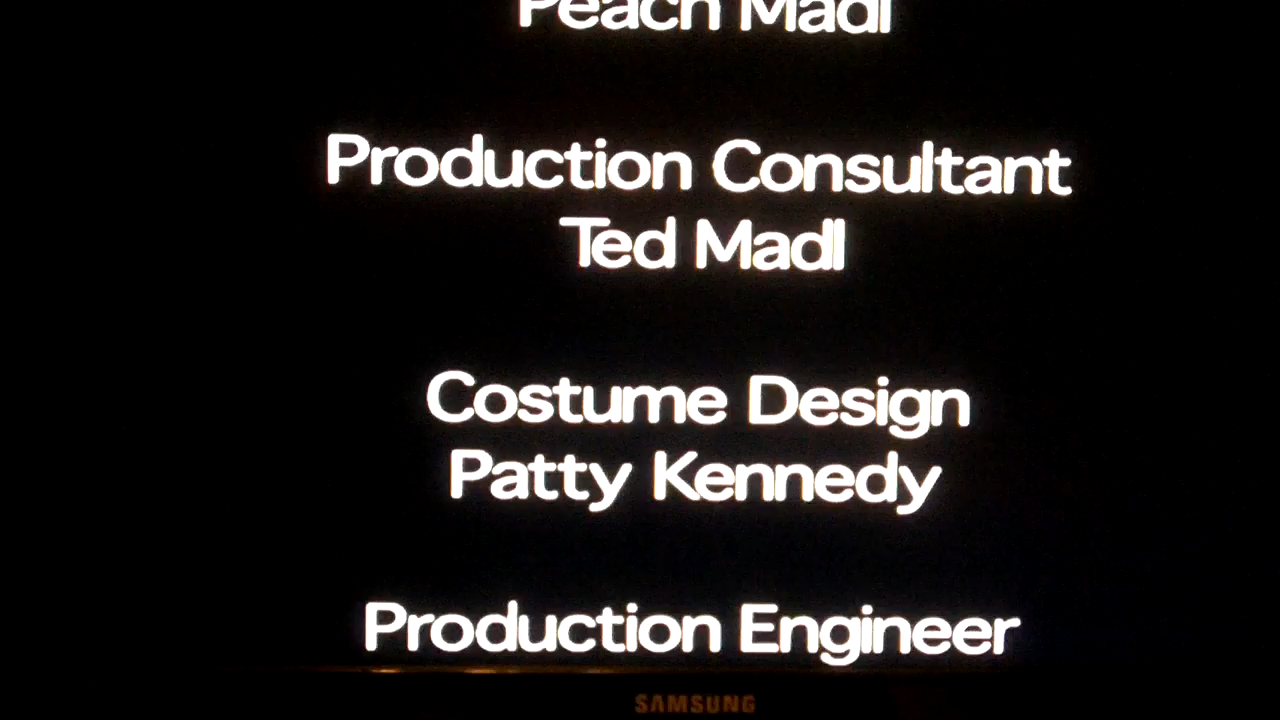 Peach Madl
Production Consultant
Ted Madl
Costume Design
Patty Kennedy
Production Engineer
SAMSUNG